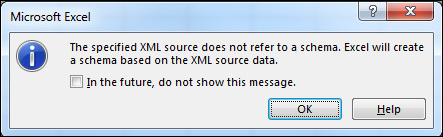 Microsoft Excel
?
The specified XML source does not refer to a schema. Excel will create
a schema based on the XML source data.
In the future, do not show this message.
OK
Help